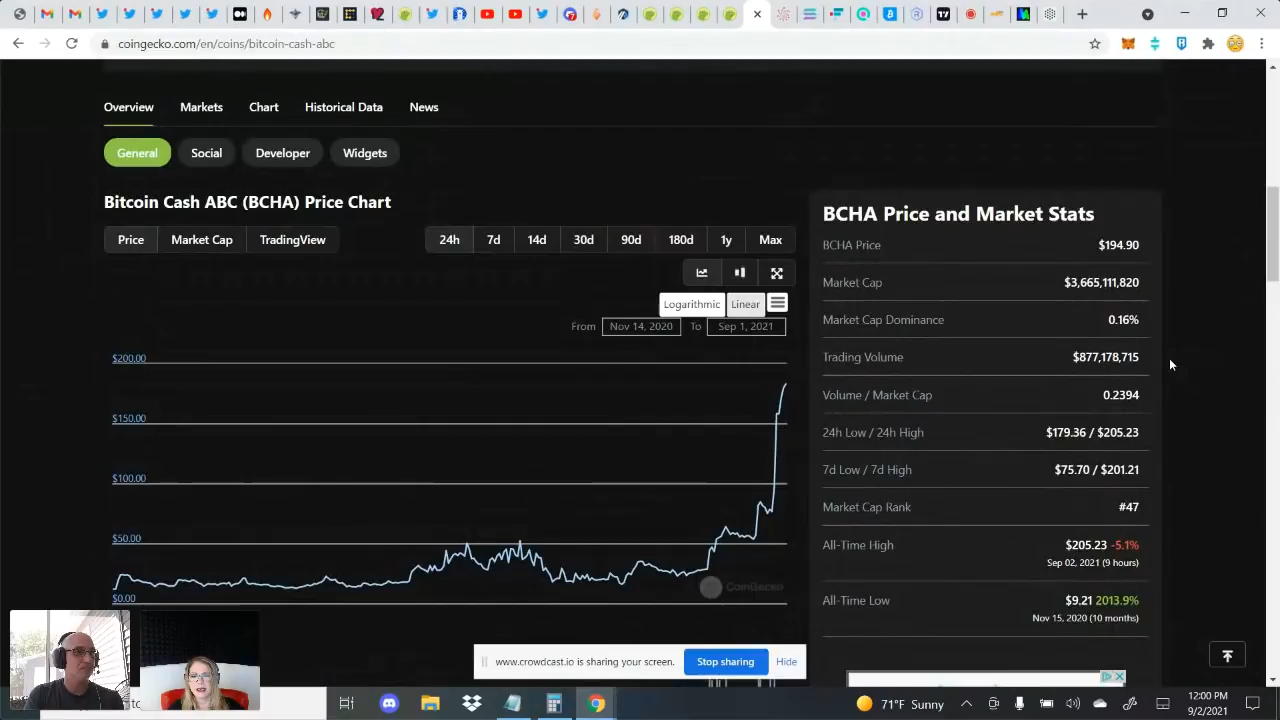 coingecko.com/en/coins/bitcoin-cash-abc
Overview Markets Chart Historical Data News
General Social Developer Widgets
Bitcoin Cash ABC (BCHA) Price Chart
Price Market Cap TradingView 24h 7d 14d 30d 90d 180d 1y Max
Logarithmic Linear
From Nov 14, 2020 To Sep 1, 2021
$200.00
$150.00
$100.00
$50.00
$0.00
CoinGecko
BCHA Price and Market Stats
BCHA Price $194.90
Market Cap $3,665,111,820
Market Cap Dominance 0.16%
Trading Volume $877,178,715
Volume / Market Cap 0.2394
24h Low / 24h High $179.36 / $205.23
7d Low / 7d High $75.70 / $201.21
Market Cap Rank #47
All-Time High $205.23 -5.1%
Sep 02, 2021 (9 hours)
All-Time Low $9.21 2013.9%
Nov 15, 2020 (10 months)
www.crowdcast.io is sharing your screen. Stop sharing Hide
71°F Sunny
12:00 PM
9/2/2021